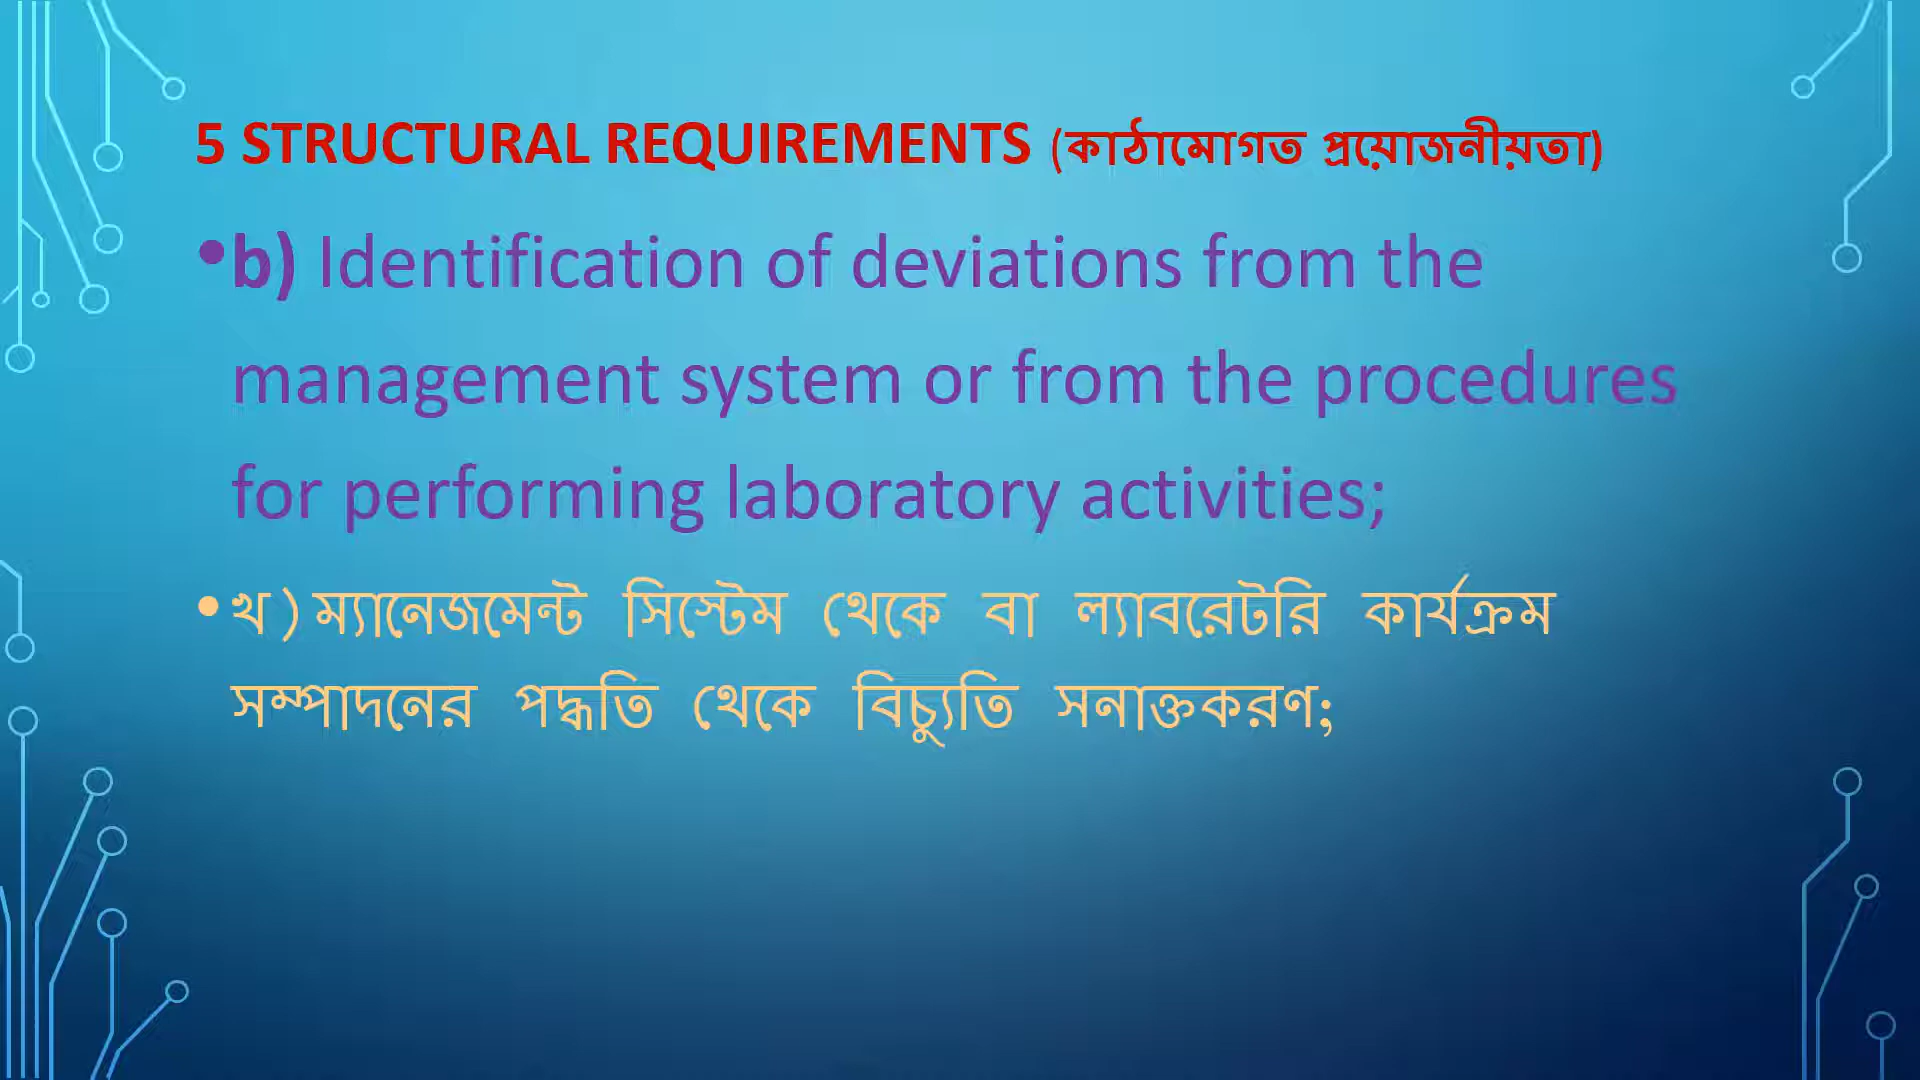 5 STRUCTURAL REQUIREMENTS (কাঠামোগত প্রয়োজনীয়তা)
•b) Identification of deviations from the
management system or from the procedures
for performing laboratory activities;
•খ) ম্যানেজমেন্ট সিস্টেম থেকে বা ল্যাবরেটরি কার্যক্রম
সম্পাদনের পদ্ধতি থেকে বিচ্যুতি সনাক্তকরণ;